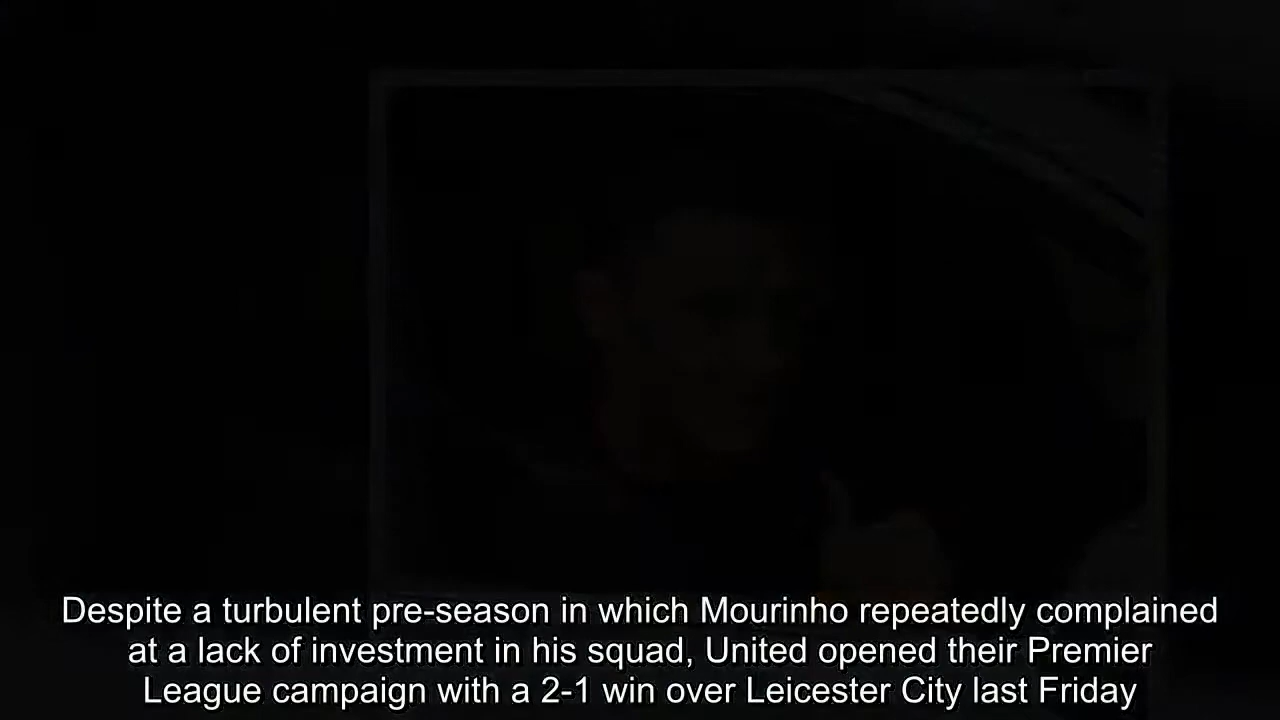 Despite a turbulent pre-season in which Mourinho repeatedly complained
at a lack of investment in his squad, United opened their Premier
League campaign with a 2-1 win over Leicester City last Friday